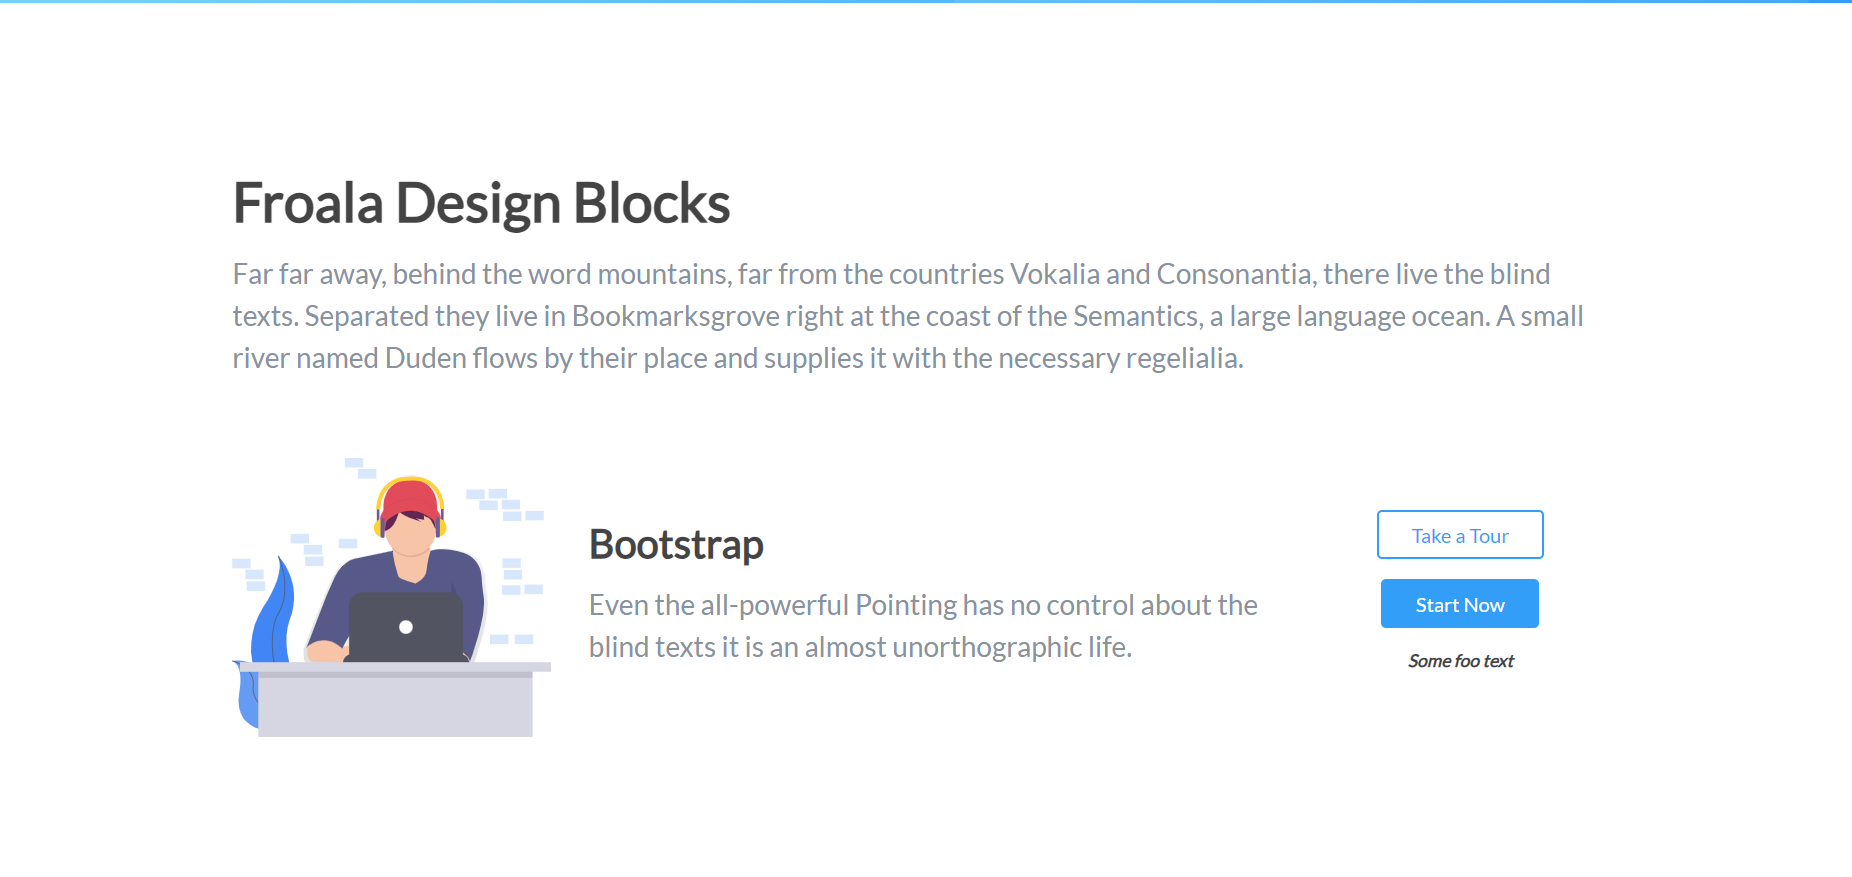 Froala Design Blocks
Far far away, behind the word mountains, far from the countries Vokalia and Consonantia, there live the blind
texts. Separated they live in Bookmarksgrove right at the coast of the Semantics, a large language ocean. A small
river named Duden flows by their place and supplies it with the necessary regelialia.
Bootstrap
Even the all-powerful Pointing has no control about the
blind texts it is an almost unorthographic life.
Take a Tour
Start Now
Some foo text